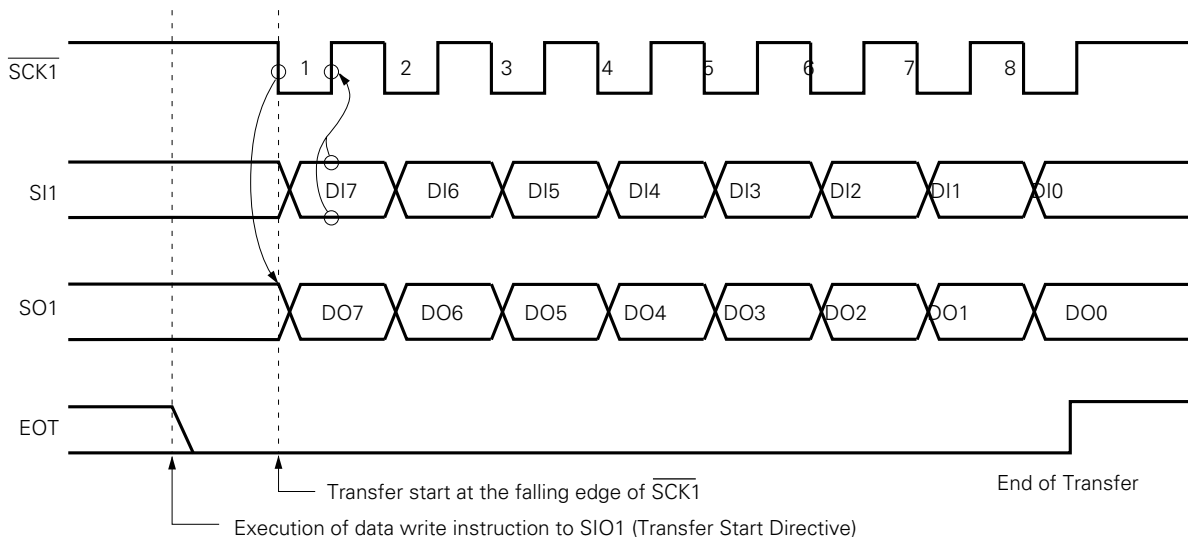 SCK1 1 2 3 4 5 6 7 8
SI1 DI7 DI6 DI5 DI4 DI3 DI2 DI1 DI0
SO1 DO7 DO6 DO5 DO4 DO3 DO2 DO1 DO0
EOT
End of Transfer
Transfer start at the falling edge of SCK1
Execution of data write instruction to SIO1 (Transfer Start Directive)